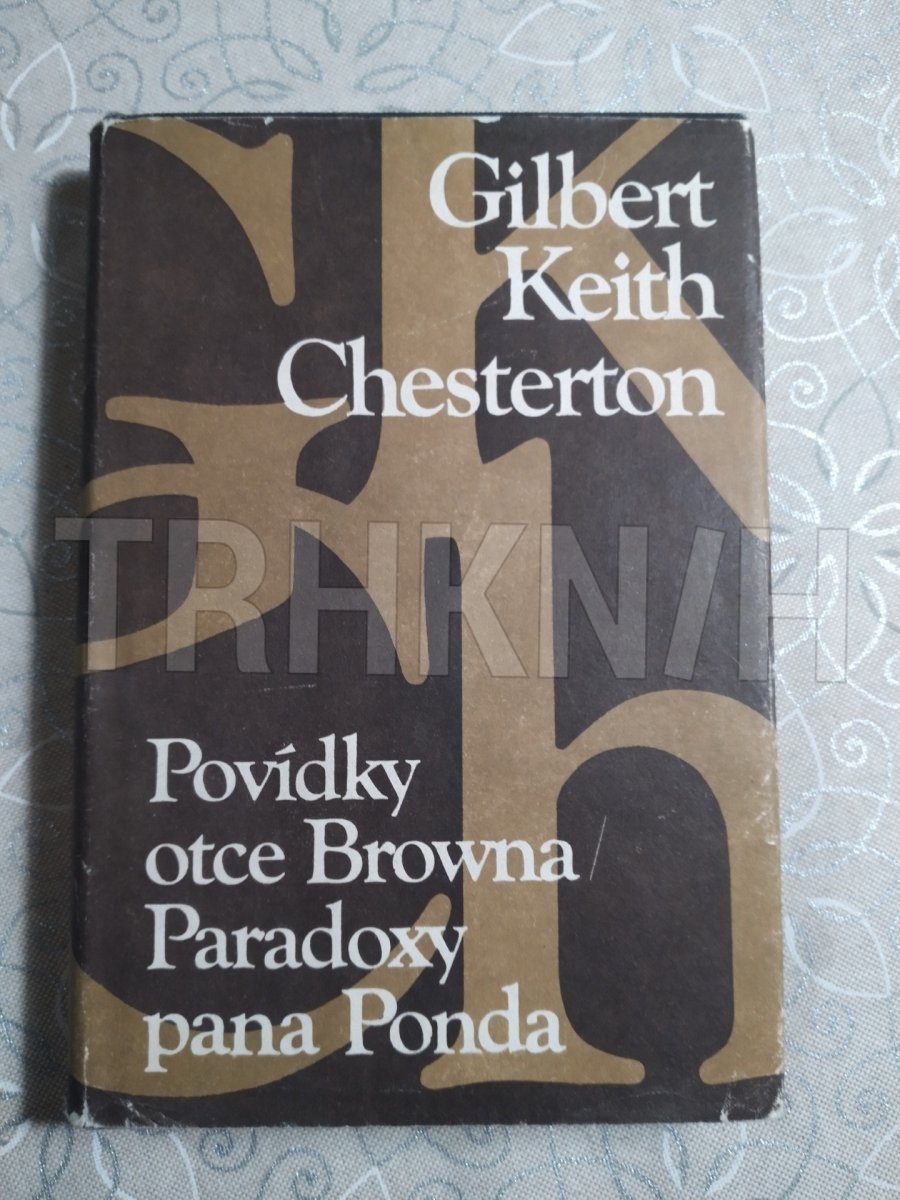 Gilbert
Keith
Chesterton
TRHKNIH
Povídky
otce Browna
Paradoxy
pana Ponda